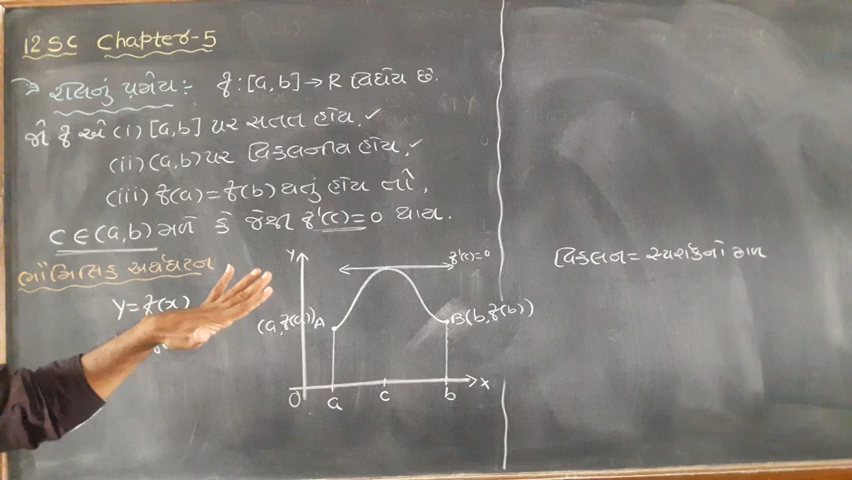 12 SC Chapter-5
→ રોલનું પ્રમેય:- f : [a,b] → R વિધેય છે.
જો f એ (i) [a,b] પર સતત હોય, ✓
(ii) (a,b) પર વિકલનીય હોય, ✓
(iii) f(a) = f(b) થતું હોય તો,
C ∈ (a,b) મળે કે જેથી f'(c) = 0 થાય.
ભૌમિતિક અર્થઘટન
y = f(x)
Y
f'(c) = 0
(a, f(a)) A
B(b, f(b))
O a c b X
વિકલન = સ્પર્શકનો ઢાળ